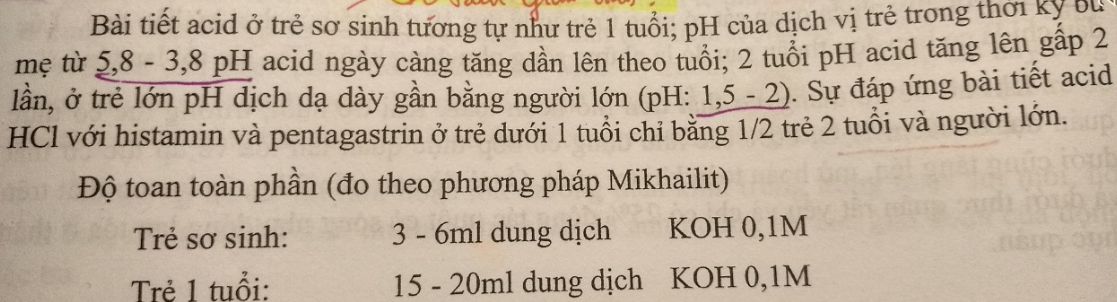 Bài tiết acid ở trẻ sơ sinh tương tự như trẻ 1 tuổi; pH của dịch vị trẻ trong thời kỳ bú
mẹ từ 5,8 - 3,8 pH acid ngày càng tăng dần lên theo tuổi; 2 tuổi pH acid tăng lên gấp 2
lần, ở trẻ lớn pH dịch dạ dày gần bằng người lớn (pH: 1,5 - 2). Sự đáp ứng bài tiết acid
HCl với histamin và pentagastrin ở trẻ dưới 1 tuổi chỉ bằng 1/2 trẻ 2 tuổi và người lớn.
Độ toan toàn phần (đo theo phương pháp Mikhailit)
Trẻ sơ sinh: 3 - 6ml dung dịch KOH 0,1M
Trẻ 1 tuổi: 15 - 20ml dung dịch KOH 0,1M